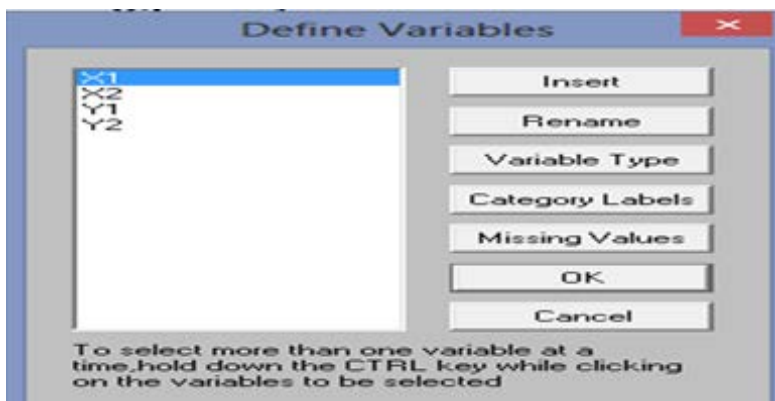 Define Variables
X1
X2
Y1
Y2
Insert
Rename
Variable Type
Category Labels
Missing Values
OK
Cancel
To select more than one variable at a
time,hold down the CTRL key while clicking
on the variables to be selected